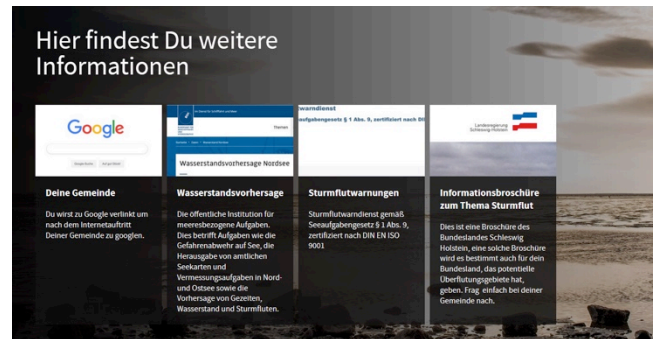 Hier findest Du weitere
Informationen
Google
Deine Gemeinde
Du wirst zu Google verlinkt um
nach dem Internetauftritt
Deiner Gemeinde zu googlen.
Themen
Wasserstandsvorhersage Nordsee
Wasserstandsvorhersage
Die öffentliche Institution für
meeresbezogene Aufgaben.
Dies betrifft Aufgaben wie die
Gefahrenabwehr auf See, die
Herausgabe von amtlichen
Seekarten und
Vermessungsaufgaben in Nord-
und Ostsee sowie die
Vorhersage von Gezeiten,
Wasserstand und Sturmfluten.
warndienst
aufgabengesetz § 1 Abs. 9, zertifiziert nach DI
Sturmflutwarnungen
Sturmflutwarndienst gemäß
Seeaufgabengesetz § 1 Abs. 9,
zertifiziert nach DIN EN ISO
9001
Landesregierung
Schleswig-Holstein
Informationsbroschüre
zum Thema Sturmflut
Dies ist eine Broschüre des
Bundeslandes Schleswig
Holstein, eine solche Broschüre
wird es bestimmt auch für dein
Bundesland, das potentielle
Überflutungsgebiete hat,
geben. Frag einfach bei deiner
Gemeinde nach.